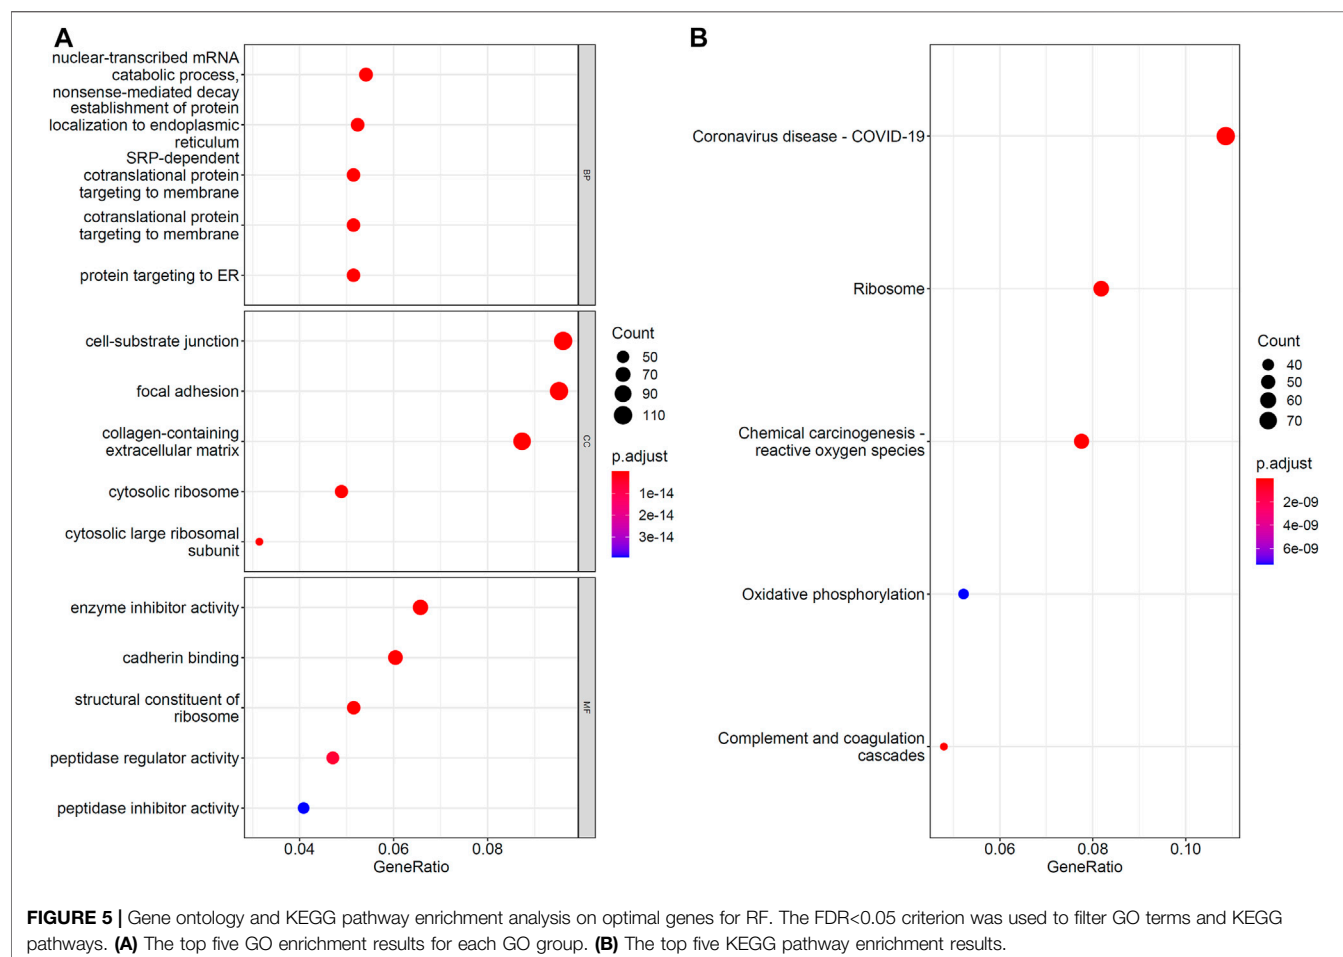 A
nuclear-transcribed mRNA
catabolic process,
nonsense-mediated decay
establishment of protein
localization to endoplasmic
reticulum
SRP-dependent
cotranslational protein
targeting to membrane
cotranslational protein
targeting to membrane
protein targeting to ER
BP
cell-substrate junction
focal adhesion
collagen-containing
extracellular matrix
cytosolic ribosome
cytosolic large ribosomal
subunit
CC
enzyme inhibitor activity
cadherin binding
structural constituent of
ribosome
peptidase regulator activity
peptidase inhibitor activity
MF
0.04 0.06 0.08
GeneRatio
Count
50
70
90
110
p.adjust
1e-14
2e-14
3e-14
B
Coronavirus disease - COVID-19
Ribosome
Chemical carcinogenesis -
reactive oxygen species
Oxidative phosphorylation
Complement and coagulation
cascades
0.06 0.08 0.10
GeneRatio
Count
40
50
60
70
p.adjust
2e-09
4e-09
6e-09
FIGURE 5 | Gene ontology and KEGG pathway enrichment analysis on optimal genes for RF. The FDR<0.05 criterion was used to filter GO terms and KEGG
pathways. (A) The top five GO enrichment results for each GO group. (B) The top five KEGG pathway enrichment results.